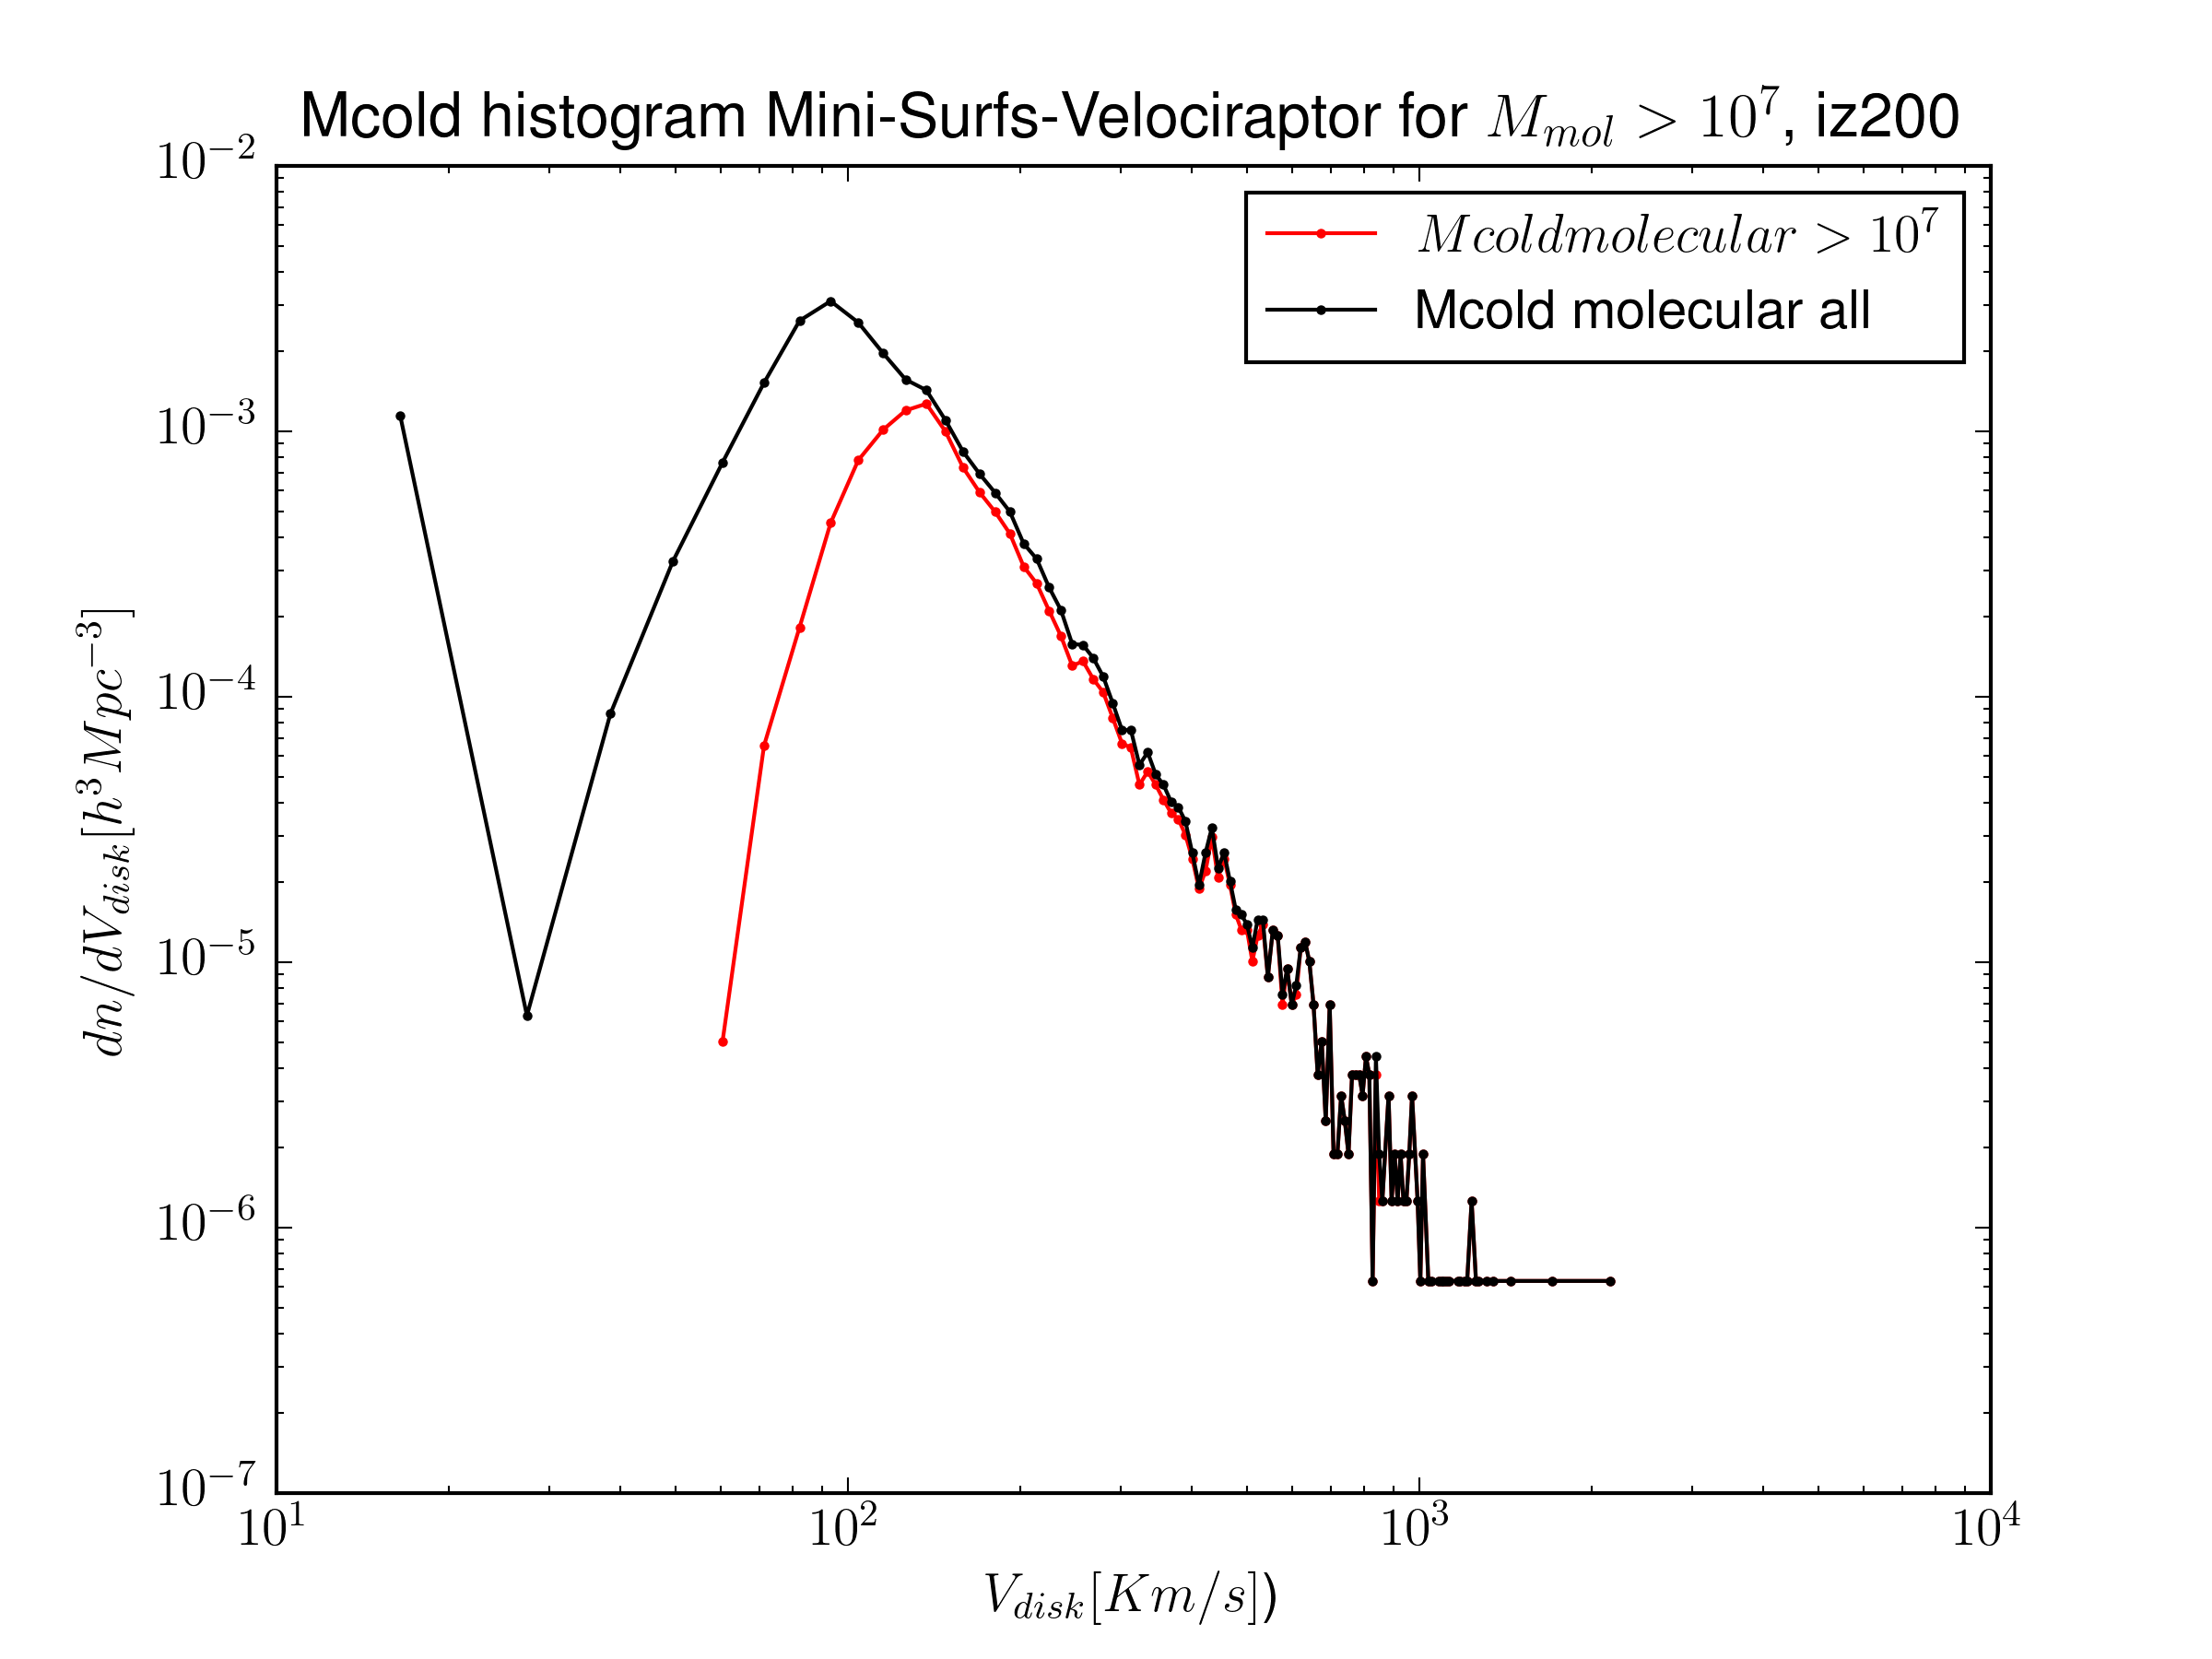 Mcold histogram Mini-Surfs-Velociraptor for $M_{mol} > 10^7$, iz200
$Mcoldmolecular > 10^7$
Mcold molecular all
$10^{-2}$
$10^{-3}$
$10^{-4}$
$10^{-5}$
$10^{-6}$
$10^{-7}$
$dn/dV_{disk}[h^3Mpc^{-3}]$
$10^1$ $10^2$ $10^3$ $10^4$
$V_{disk}[Km/s]$)